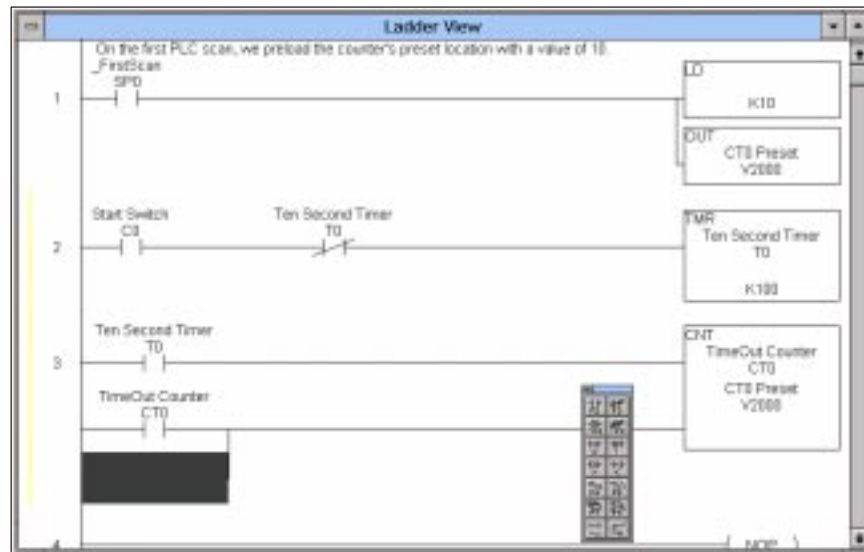 Ladder View
On the first PLC scan, we preload the counter's preset location with a value of 10.
_FirstScan
SP0
1
LD
K10
OUT
CT0 Preset
V2000
Start Switch
C0
Ten Second Timer
T0
2
TMR
Ten Second Timer
T0
K100
Ten Second Timer
T0
3
CNT
TimeOut Counter
CT0
CT0 Preset
V2000
TimeOut Counter
CT0
4
NOP